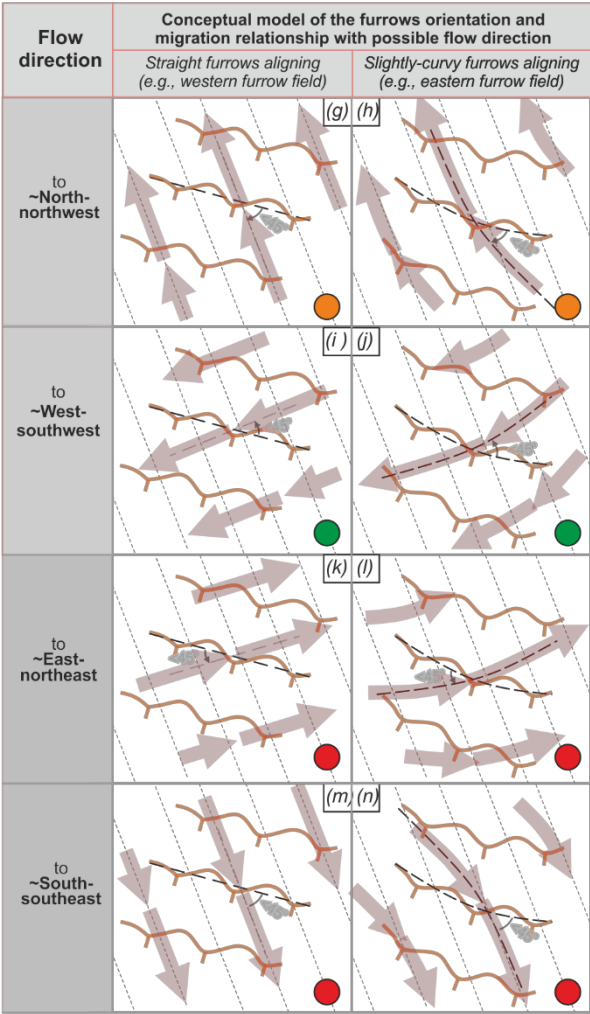 Flow
direction
Conceptual model of the furrows orientation and
migration relationship with possible flow direction
Straight furrows aligning
(e.g., western furrow field)
Slightly-curvy furrows aligning
(e.g., eastern furrow field)
to
~North-
northwest
(g)
(h)
to
~West-
southwest
(i)
(j)
to
~East-
northeast
(k)
(l)
to
~South-
southeast
(m)
(n)